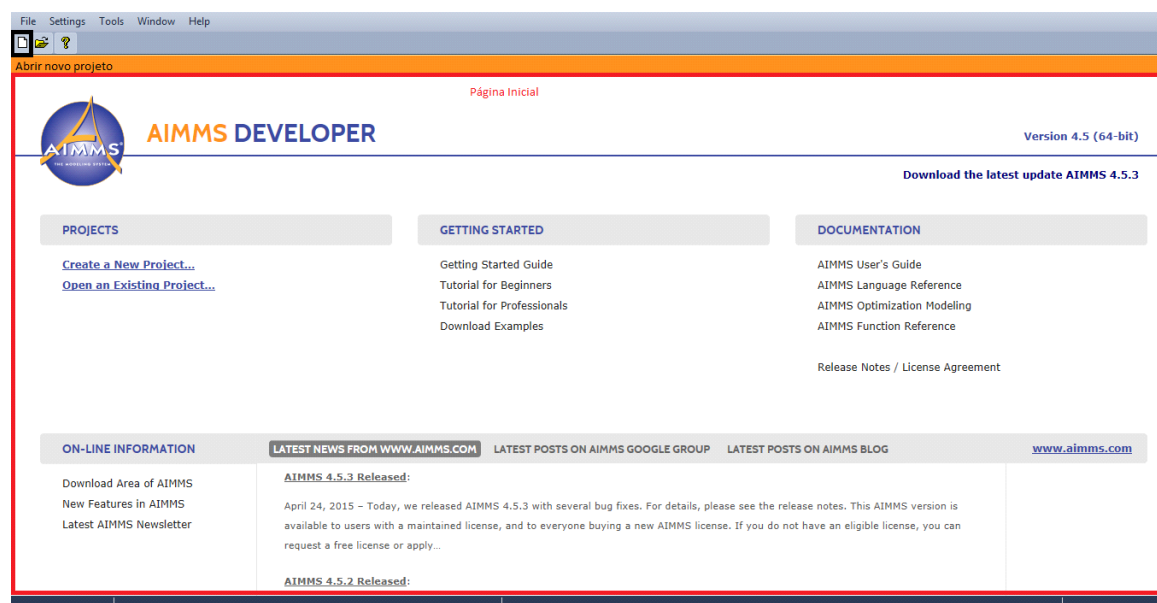 File Settings Tools Window Help
Abrir novo projeto
Página Inicial
AIMMS
THE MODELING SYSTEM
AIMMS DEVELOPER
Version 4.5 (64-bit)
Download the latest update AIMMS 4.5.3
PROJECTS
Create a New Project...
Open an Existing Project...
GETTING STARTED
Getting Started Guide
Tutorial for Beginners
Tutorial for Professionals
Download Examples
DOCUMENTATION
AIMMS User's Guide
AIMMS Language Reference
AIMMS Optimization Modeling
AIMMS Function Reference
Release Notes / License Agreement
ON-LINE INFORMATION
Download Area of AIMMS
New Features in AIMMS
Latest AIMMS Newsletter
LATEST NEWS FROM WWW.AIMMS.COM LATEST POSTS ON AIMMS GOOGLE GROUP LATEST POSTS ON AIMMS BLOG
www.aimms.com
AIMMS 4.5.3 Released:
April 24, 2015 – Today, we released AIMMS 4.5.3 with several bug fixes. For details, please see the release notes. This AIMMS version is
available to users with a maintained license, and to everyone buying a new AIMMS license. If you do not have an eligible license, you can
request a free license or apply…
AIMMS 4.5.2 Released: